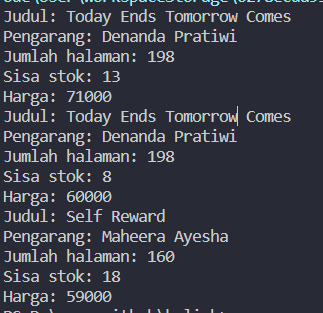 Judul: Today Ends Tomorrow Comes
Pengarang: Denanda Pratiwi
Jumlah halaman: 198
Sisa stok: 13
Harga: 71000
Judul: Today Ends Tomorrow Comes
Pengarang: Denanda Pratiwi
Jumlah halaman: 198
Sisa stok: 8
Harga: 60000
Judul: Self Reward
Pengarang: Maheera Ayesha
Jumlah halaman: 160
Sisa stok: 18
Harga: 59000